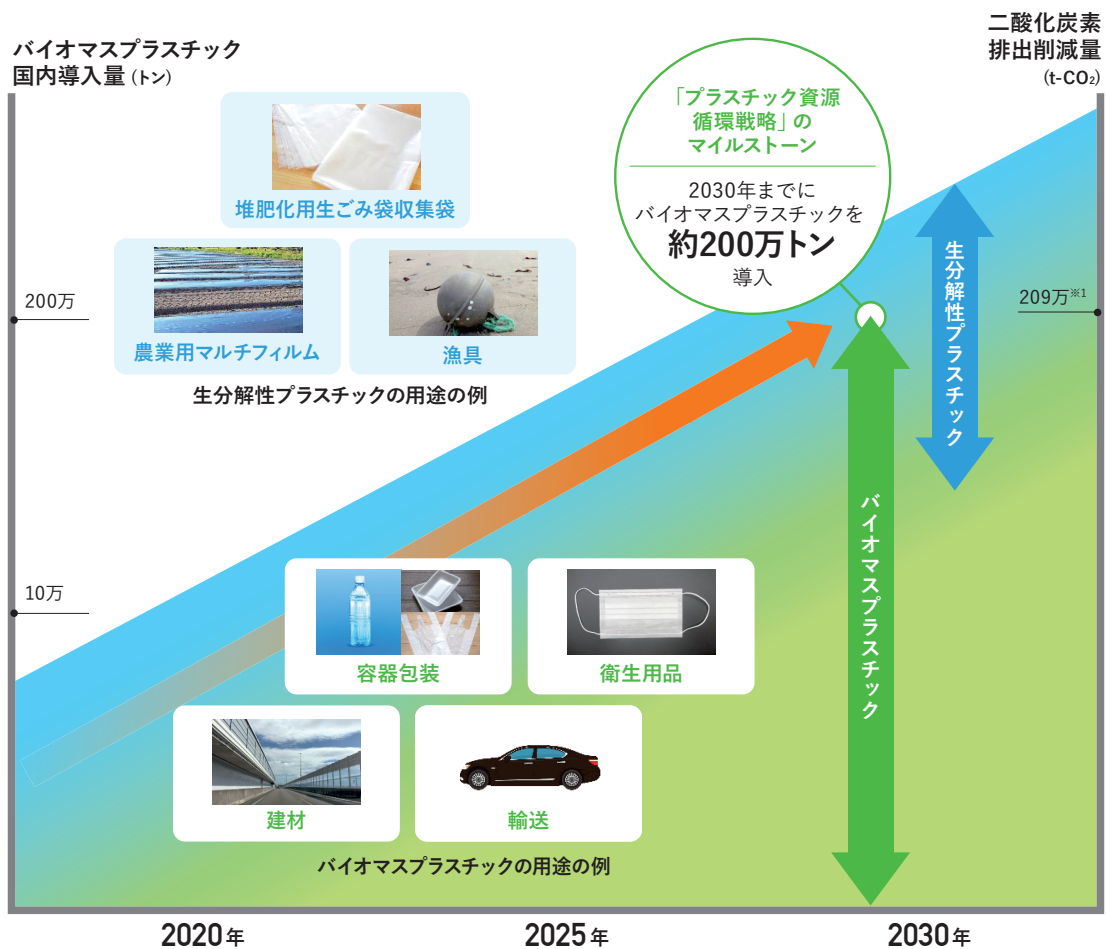 バイオマスプラスチック
国内導入量(トン)
二酸化炭素
排出削減量
(t-CO₂)
「プラスチック資源
循環戦略」の
マイルストーン
2030年までに
バイオマスプラスチックを
約200万トン
導入
堆肥化用生ごみ袋収集袋
農業用マルチフィルム
漁具
生分解性プラスチックの用途の例
200万
209万※1
生分解性プラスチック
バイオマスプラスチック
10万
容器包装
衛生用品
建材
輸送
バイオマスプラスチックの用途の例
2020年
2025年
2030年